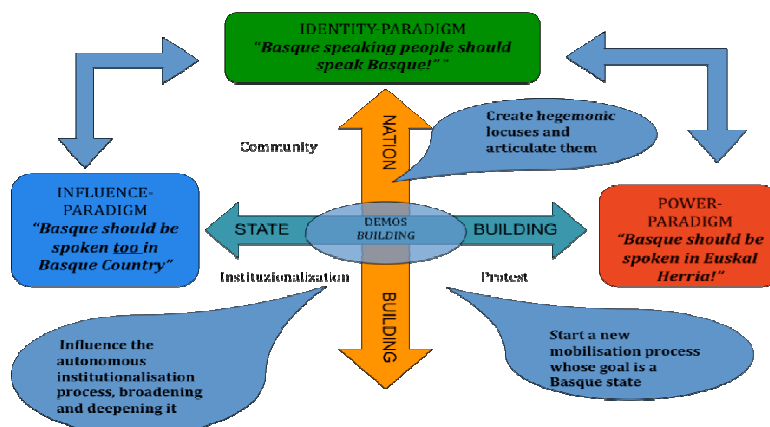 IDENTITY-PARADIGM
“Basque speaking people should
speak Basque!” “
Create hegemonic
locuses and
articulate them
Community
NATION
INFLUENCE-
PARADIGM
“Basque should be
spoken too in
Basque Country”
STATE
DEMOS
BUILDING
BUILDING
POWER-
PARADIGM
“Basque should be
spoken in Euskal
Herria!”
Instituzionalization
Protest
BUILDING
Influence the
autonomous
institutionalisation
process, broadening
and deepening it
Start a new
mobilisation process
whose goal is a
Basque state